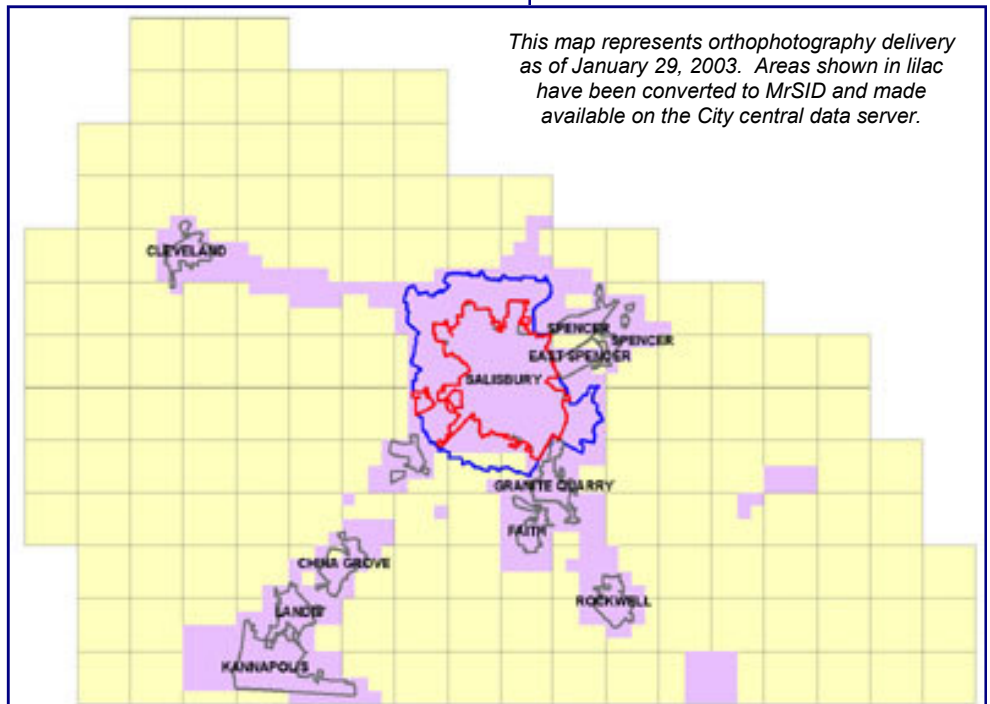 This map represents orthophotography delivery
as of January 29, 2003. Areas shown in lilac
have been converted to MrSID and made
available on the City central data server.
CLEVELAND
SPENCER
SPENCER
EAST SPENCER
SALISBURY
GRANITE QUARRY
FAITH
CHINA GROVE
ROCKWELL
LANDIS
KANNAPOLIS